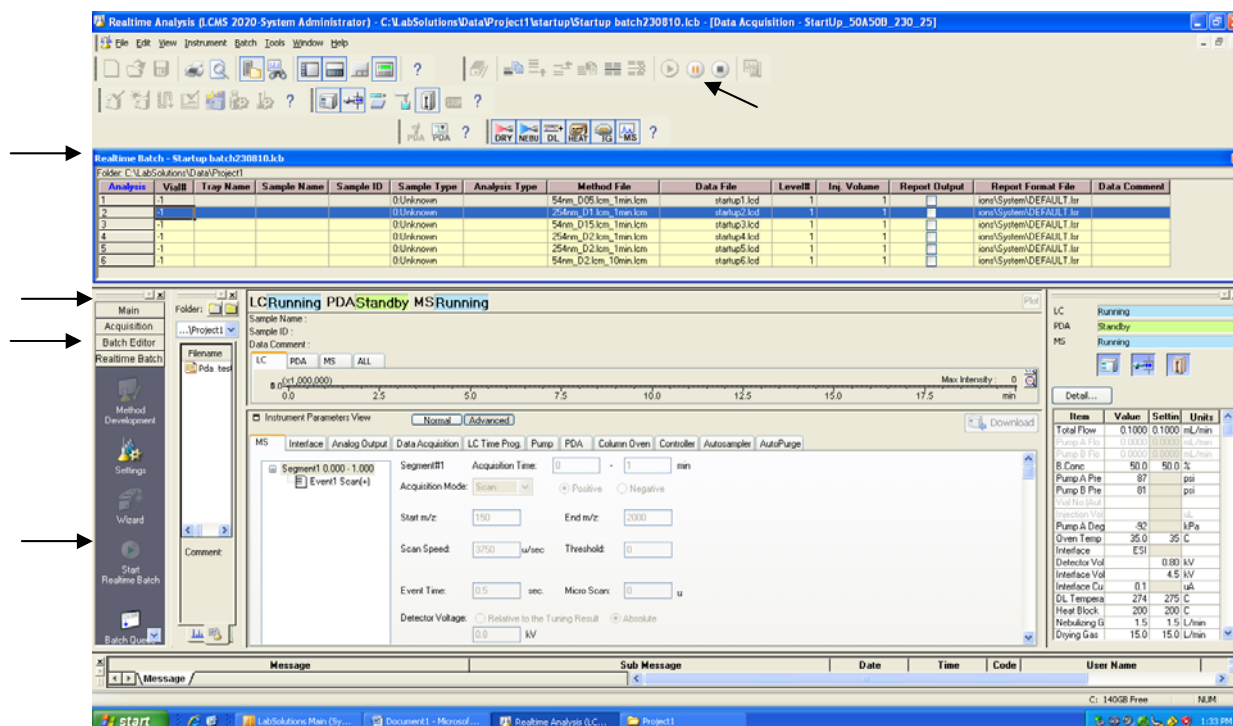 Realtime Analysis (LCMS 2020-System Administrator) - C:\LabSolutions\Data\Project1\startup\Startup batch230810.lcb - [Data Acquisition - StartUp_50A50B_230_25]
File Edit View Instrument Batch Tools Window Help
?
?
?
PDA PDA ? DRY NEBU DL HEAT IG MS ?
Realtime Batch - Startup batch230810.lcb
Folder: C:\LabSolutions\Data\Project1
Analysis Vial# Tray Name Sample Name Sample ID Sample Type Analysis Type Method File Data File Level# Inj. Volume Report Output Report Format File Data Comment
1 -1 0:Unknown 54nm_D05.lcm_1min.lcm startup1.lcd 1 1 ions\System\DEFAULT.lsr
2 -1 0:Unknown 254nm_D1.lcm_1min.lcm startup2.lcd 1 1 ions\System\DEFAULT.lsr
3 -1 0:Unknown 54nm_D15.lcm_1min.lcm startup3.lcd 1 1 ions\System\DEFAULT.lsr
4 -1 0:Unknown 254nm_D2.lcm_1min.lcm startup4.lcd 1 1 ions\System\DEFAULT.lsr
5 -1 0:Unknown 254nm_D2.lcm_1min.lcm startup5.lcd 1 1 ions\System\DEFAULT.lsr
6 -1 0:Unknown 54nm_D2.lcm_10min.lcm startup6.lcd 1 1 ions\System\DEFAULT.lsr
Main
Acquisition
Batch Editor
Realtime Batch
Method
Development
Settings
Wizard
Start
Realtime Batch
Batch Queue
Folder:
...\Project1
Filename
Pda test
Comment:
LC Running PDA Standby MS Running
Plot
Sample Name :
Sample ID :
Data Comment :
LC PDA MS ALL
(x1,000,000) Max Intensity : 0
0.0
0.0 2.5 5.0 7.5 10.0 12.5 15.0 17.5 min
Instrument Parameters View Normal Advanced Download
MS Interface Analog Output Data Acquisition LC Time Prog. Pump PDA Column Oven Controller Autosampler AutoPurge
Segment1 0.000 - 1.000
Event1 Scan(+)
Segment#1 Acquisition Time: 0 - 1 min
Acquisition Mode: Scan Positive Negative
Start m/z: 150 End m/z: 2000
Scan Speed: 3750 u/sec Threshold: 0
Event Time: 0.5 sec. Micro Scan: 0 u
Detector Voltage: Relative to the Tuning Result Absolute
0.8 kV
LC Running
PDA Standby
MS Running
Detail...
Item Value Settin Units
Total Flow 0.1000 0.1000 mL/min
Pump A Flo 0.0000 0.0000 mL/min
Pump B Flo 0.0000 0.0000 mL/min
B.Conc 50.0 50.0 %
Pump A Pre 87 psi
Pump B Pre 81 psi
Vial No.(Aut
Injection Vol uL
Pump A Deg -92 kPa
Oven Temp 35.0 35 C
Interface ESI
Detector Vol 0.80 kV
Interface Vol 4.5 kV
Interface Cu 0.1 uA
DL Tempera 274 275 C
Heat Block 200 200 C
Nebulizing G 1.5 1.5 L/min
Drying Gas 15.0 15.0 L/min
Message Sub Message Date Time Code User Name
Message
C: 140GB Free NUM
start LabSolutions Main (Sy... Document1 - Microsof... Realtime Analysis (LC... Project1 1:33 PM